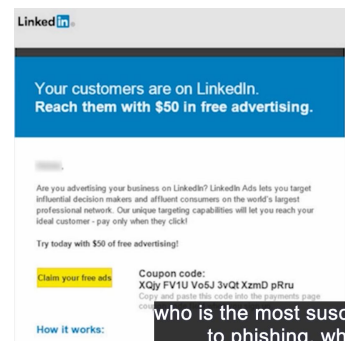 Linked in
Your customers are on LinkedIn.
Reach them with $50 in free advertising.
Are you advertising your business on LinkedIn? LinkedIn Ads lets you target
influential decision makers and affluent consumers on the world's largest
professional network. Our unique targeting capabilities will let you reach your
ideal customer - pay only when they click!
Try today with $50 of free advertising!
Claim your free ads
Coupon code:
XQjy FV1U Vo5J 3vQt XzmD pRru
Copy and paste this code into the payments page
who is the most susc
to phishing, wh
How it works: